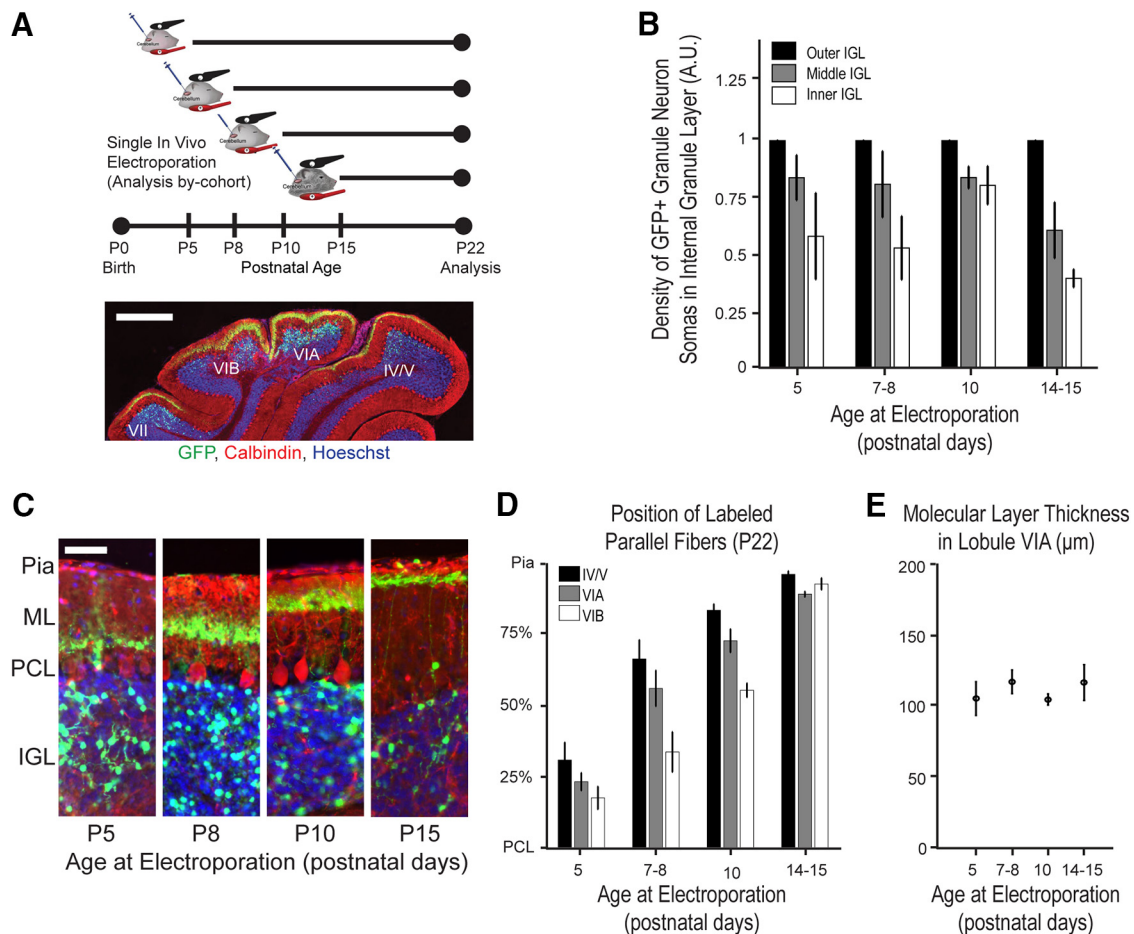 A
Cerebellum
Cerebellum
Cerebellum
Cerebellum
Single In Vivo
Electroporation
(Analysis by-cohort)
P0
Birth
P5
P8
P10
P15
P22
Analysis
Postnatal Age
VII
VIB
VIA
IV/V
GFP, Calbindin, Hoeschst
B
Density of GFP+ Granule Neuron
Somas in Internal Granule Layer (A.U.)
Outer IGL
Middle IGL
Inner IGL
1.25
1
0.75
0.5
0.25
0
5
7-8
10
14-15
Age at Electroporation
(postnatal days)
C
Pia
ML
PCL
IGL
P5
P8
P10
P15
Age at Electroporation (postnatal days)
D
Position of Labeled
Parallel Fibers (P22)
IV/V
VIA
VIB
Pia
75%
50%
25%
PCL
5
7-8
10
14-15
Age at Electroporation
(postnatal days)
E
Molecular Layer Thickness
in Lobule VIA (μm)
200
150
100
50
0
5
7-8
10
14-15
Age at Electroporation
(postnatal days)